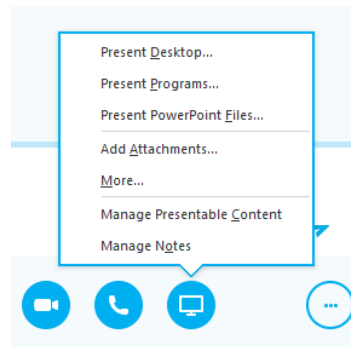 Present Desktop...
Present Programs...
Present PowerPoint Files...
Add Attachments...
More...
Manage Presentable Content
Manage Notes